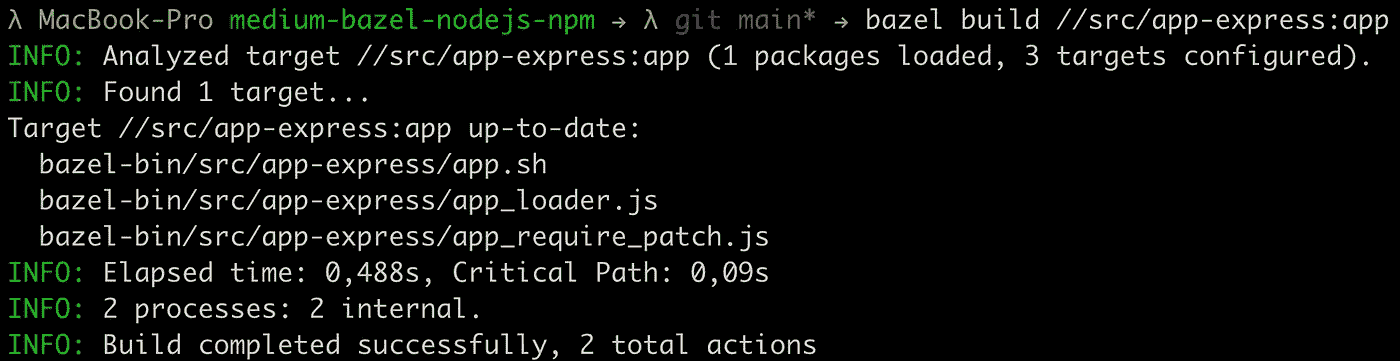 λ MacBook-Pro medium-bazel-nodejs-npm → λ git main* → bazel build //src/app-express:app
INFO: Analyzed target //src/app-express:app (1 packages loaded, 3 targets configured).
INFO: Found 1 target...
Target //src/app-express:app up-to-date:
  bazel-bin/src/app-express/app.sh
  bazel-bin/src/app-express/app_loader.js
  bazel-bin/src/app-express/app_require_patch.js
INFO: Elapsed time: 0,488s, Critical Path: 0,09s
INFO: 2 processes: 2 internal.
INFO: Build completed successfully, 2 total actions